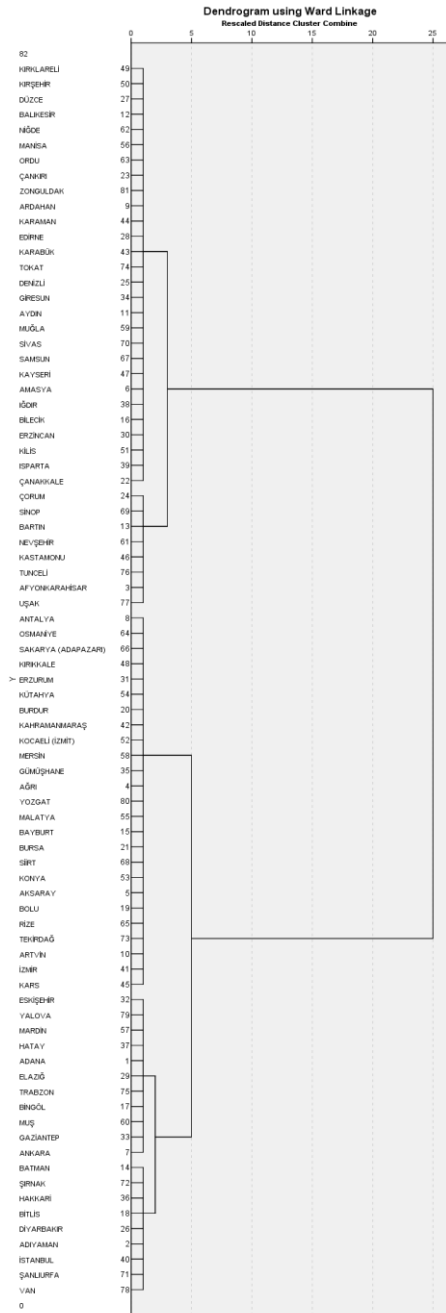 Dendrogram using Ward Linkage
Rescaled Distance Cluster Combine
0 5 10 15 20 25
82
KIRKLARELİ 49
KIRŞEHİR 50
DÜZCE 27
BALIKESİR 12
NİĞDE 62
MANİSA 56
ORDU 63
ÇANKIRI 23
ZONGULDAK 81
ARDAHAN 9
KARAMAN 44
EDİRNE 28
KARABÜK 43
TOKAT 74
DENİZLİ 25
GİRESUN 34
AYDIN 11
MUĞLA 59
SİVAS 70
SAMSUN 67
KAYSERİ 47
AMASYA 6
IĞDIR 38
BİLECİK 16
ERZİNCAN 30
KİLİS 51
ISPARTA 39
ÇANAKKALE 22
ÇORUM 24
SİNOP 69
BARTIN 13
NEVŞEHİR 61
KASTAMONU 46
TUNCELİ 76
AFYONKARAHİSAR 3
UŞAK 77
ANTALYA 8
OSMANİYE 64
SAKARYA (ADAPAZARI) 66
KIRIKKALE 48
Y ERZURUM 31
KÜTAHYA 54
BURDUR 20
KAHRAMANMARAŞ 42
KOCAELİ (İZMİT) 52
MERSİN 58
GÜMÜŞHANE 35
AĞRI 4
YOZGAT 80
MALATYA 55
BAYBURT 15
BURSA 21
SİİRT 68
KONYA 53
AKSARAY 5
BOLU 19
RİZE 65
TEKİRDAĞ 73
ARTVİN 10
İZMİR 41
KARS 45
ESKİŞEHİR 32
YALOVA 79
MARDİN 57
HATAY 37
ADANA 1
ELAZIĞ 29
TRABZON 75
BİNGÖL 17
MUŞ 60
GAZİANTEP 33
ANKARA 7
BATMAN 14
ŞIRNAK 72
HAKKARİ 36
BİTLİS 18
DİYARBAKIR 26
ADIYAMAN 2
İSTANBUL 40
ŞANLIURFA 71
VAN 78
0